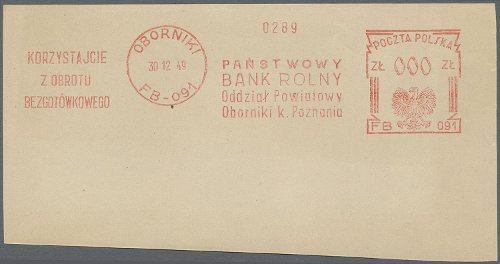 KORZYSTAJCIE
Z OBROTU
BEZGOTÓWKOWEGO
OBORNIKI
30 12 49
FB-091
0289
PAŃSTWOWY
BANK ROLNY
Oddział Powiatowy
Oborniki k. Poznania
POCZTA POLSKA
ZŁ 000 ZŁ
FB 091